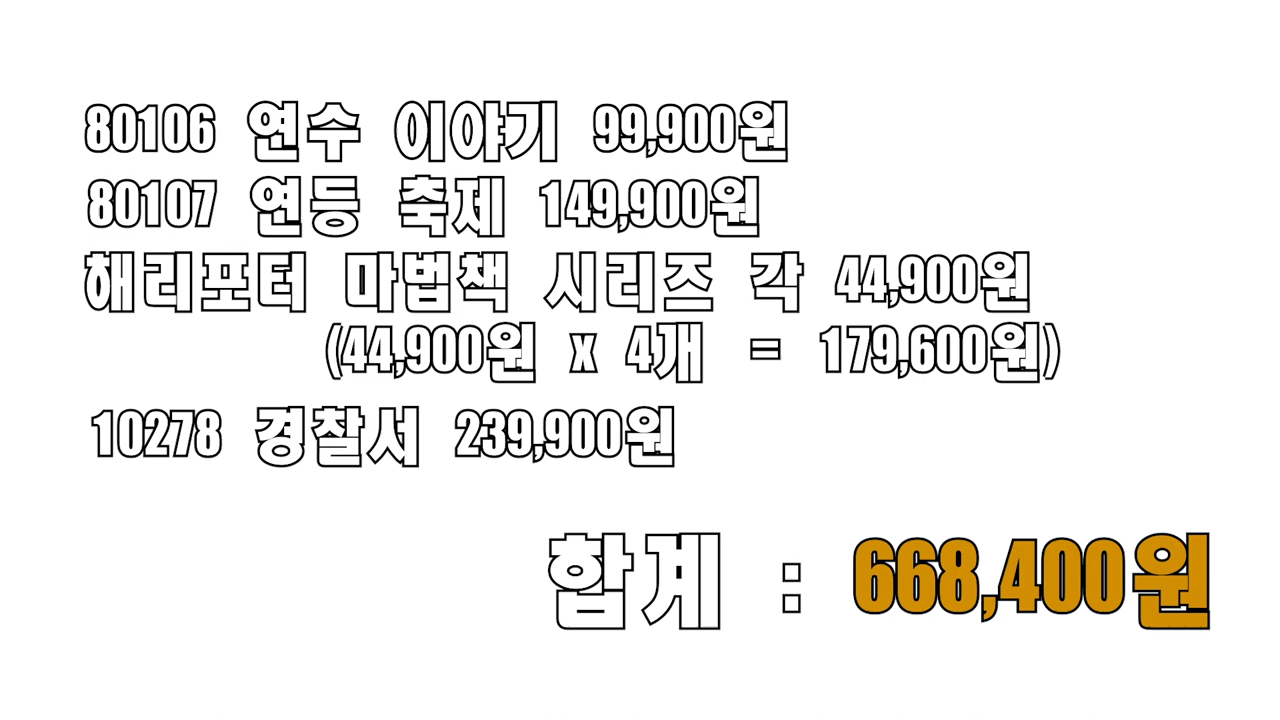 80106 연수 이야기 99,900원
80107 연등 축제 149,900원
해리포터 마법책 시리즈 각 44,900원
(44,900원 x 4개 = 179,600원)
10278 경찰서 239,900원
합계 : 668,400원